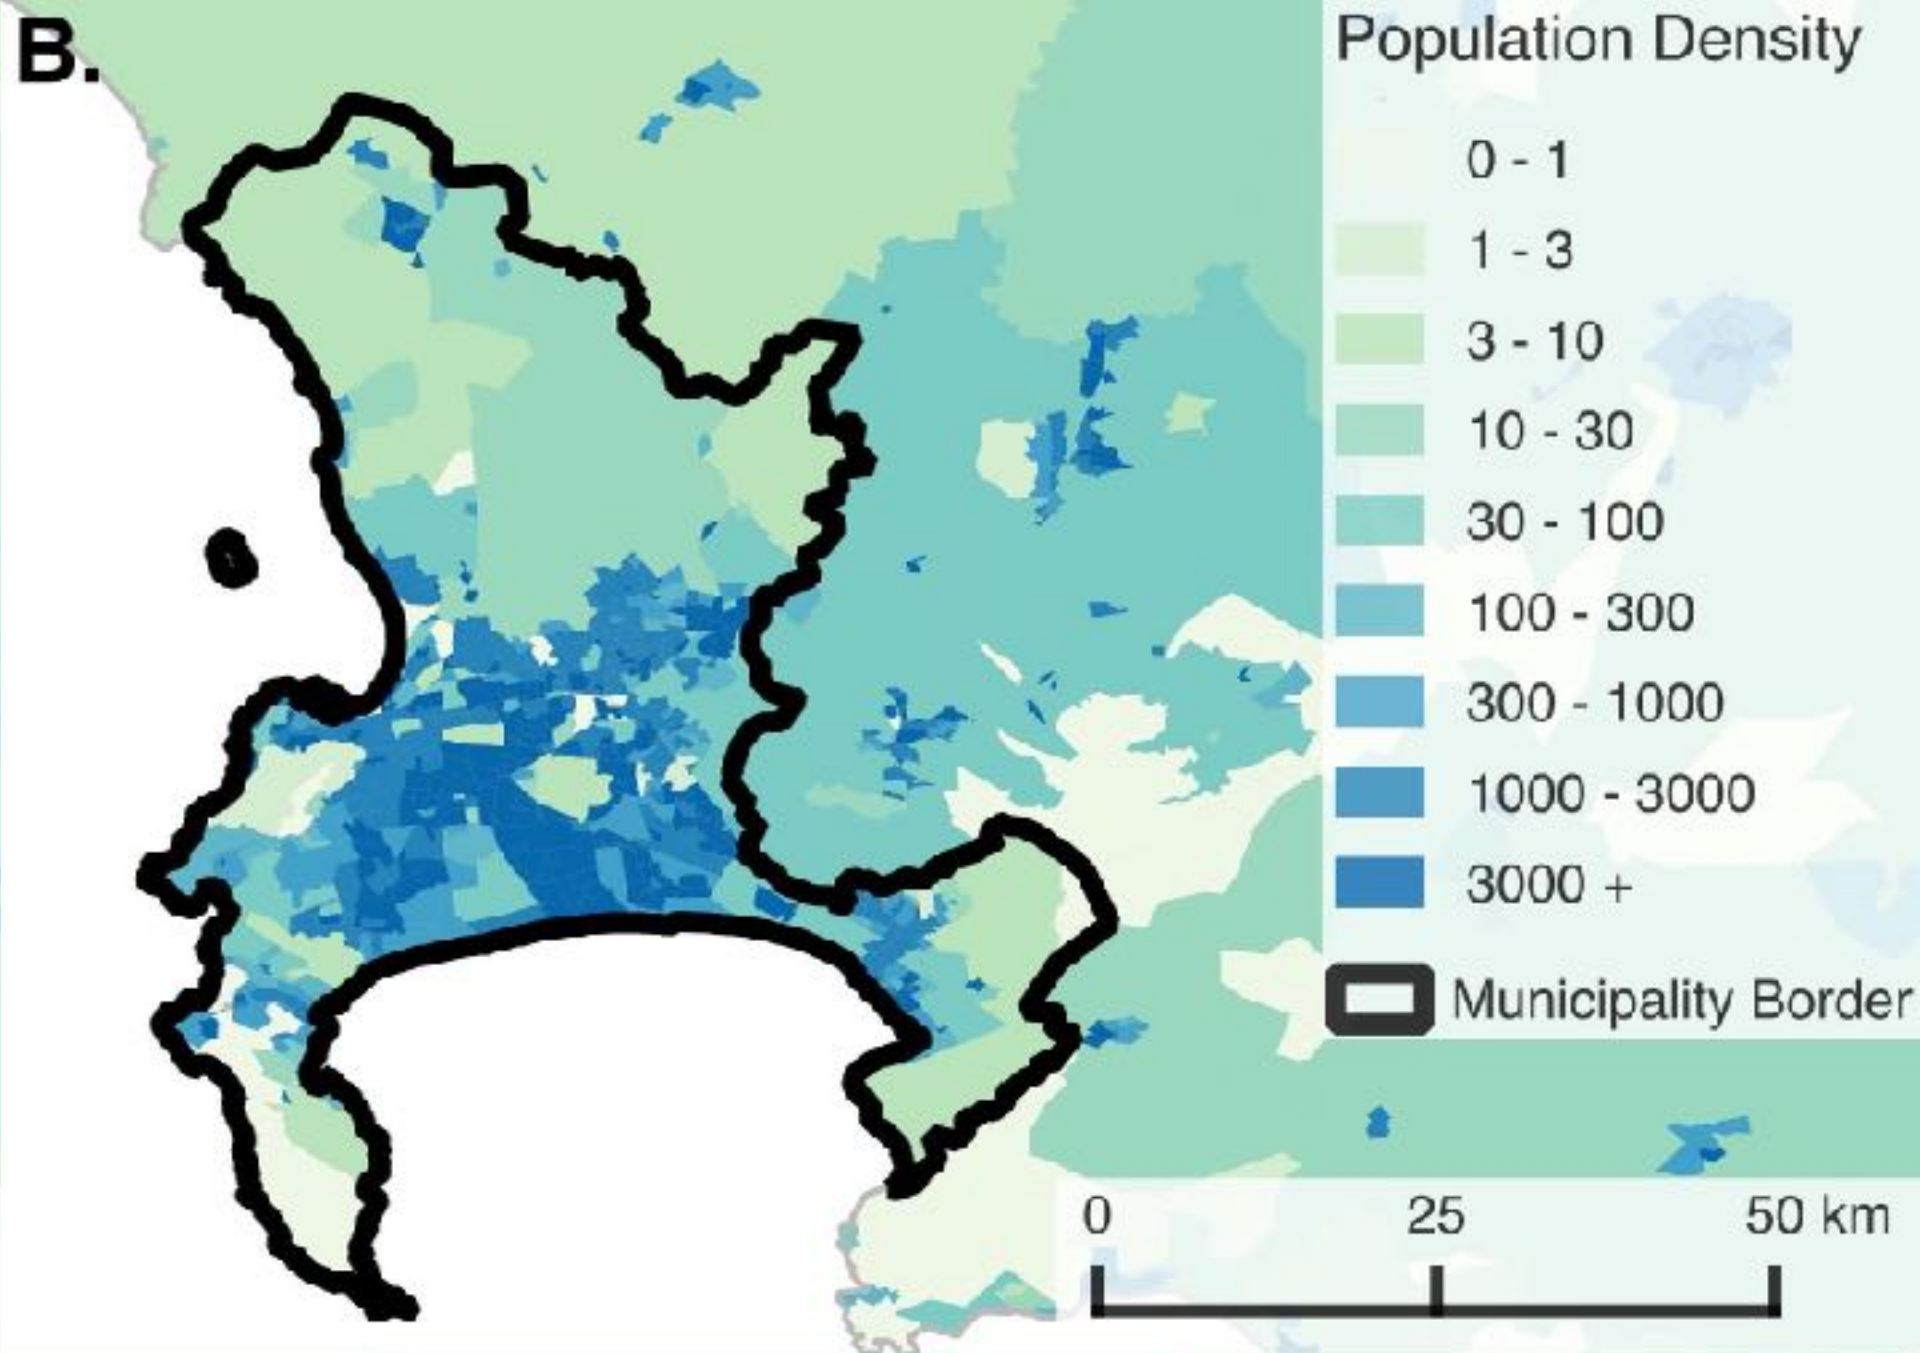 B.
Population Density
0 - 1
1 - 3
3 - 10
10 - 30
30 - 100
100 - 300
300 - 1000
1000 - 3000
3000 +
Municipality Border
0 25 50 km